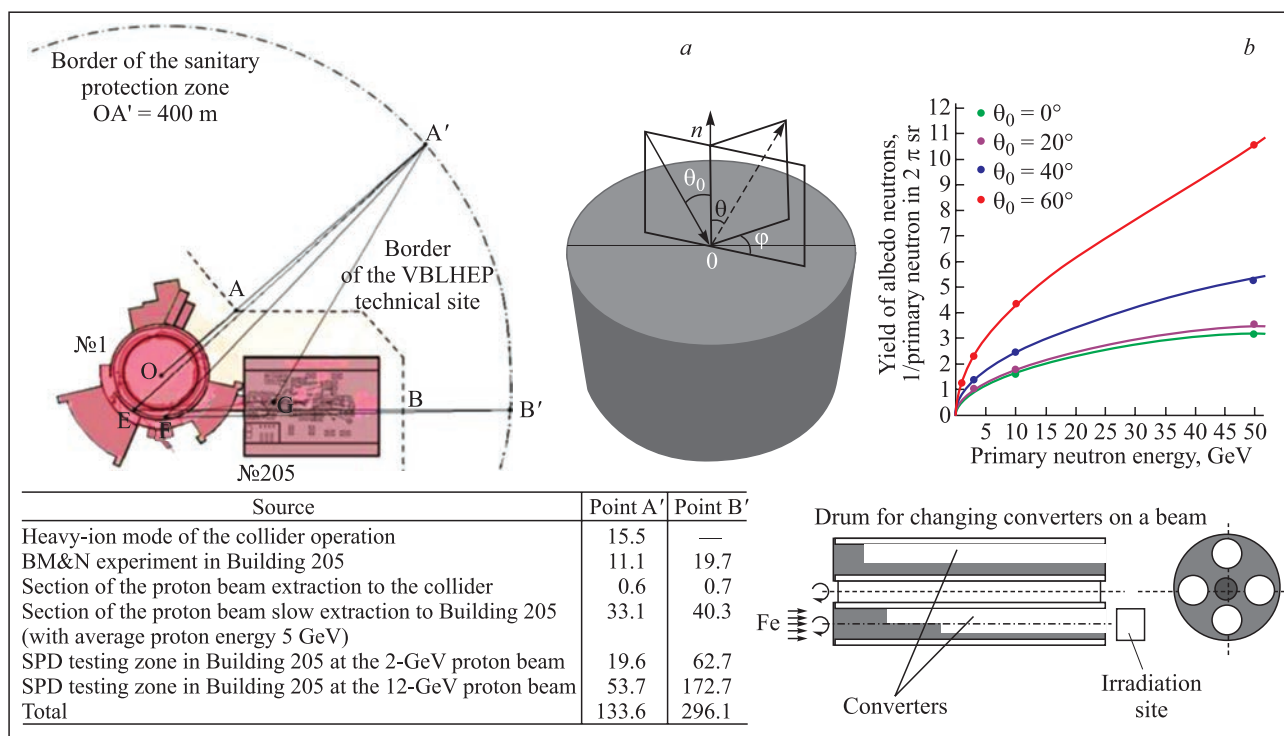 Border of the sanitary
protection zone
OA′ = 400 m
A′
A
Border
of the VBLHEP
technical site
№1
O
E
F
G
B
B′
№205
a
n
θ0
θ
φ
0
b
Yield of albedo neutrons,
1/primary neutron in 2 π sr
12
11
10
9
8
7
6
5
4
3
2
1
0
θ0 = 0°
θ0 = 20°
θ0 = 40°
θ0 = 60°
5 10 15 20 25 30 35 40 45 50
Primary neutron energy, GeV
Source Point A′ Point B′
Heavy-ion mode of the collider operation 15.5 —
BM&N experiment in Building 205 11.1 19.7
Section of the proton beam extraction to the collider 0.6 0.7
Section of the proton beam slow extraction to Building 205 33.1 40.3
(with average proton energy 5 GeV)
SPD testing zone in Building 205 at the 2-GeV proton beam 19.6 62.7
SPD testing zone in Building 205 at the 12-GeV proton beam 53.7 172.7
Total 133.6 296.1
Drum for changing converters on a beam
Fe
Converters
Irradiation
site